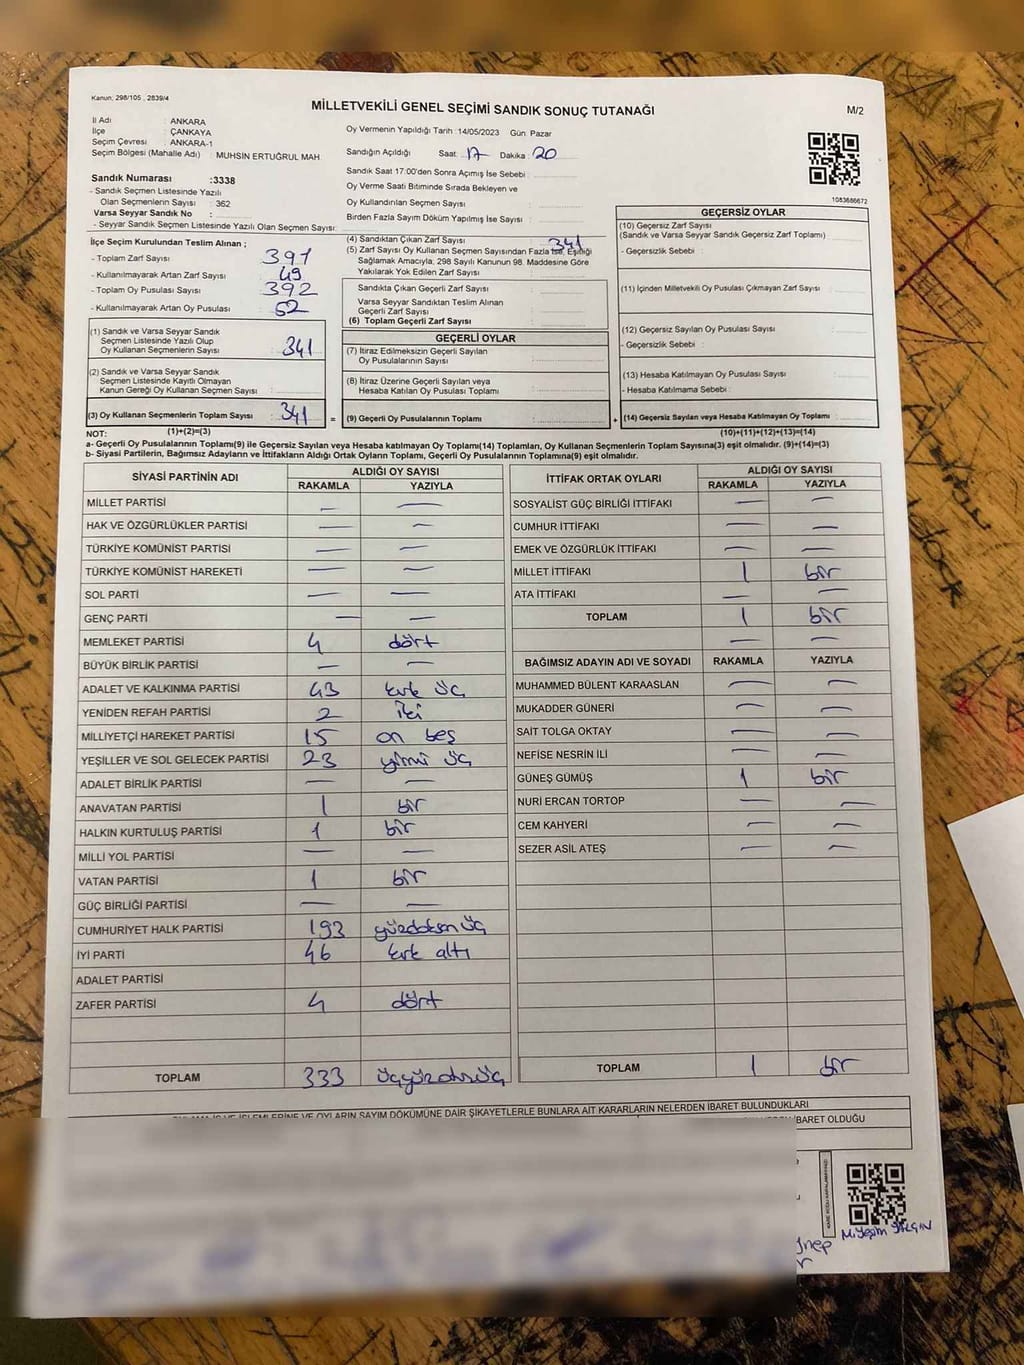 Kanun: 298/105 , 2839/4
MİLLETVEKİLİ GENEL SEÇİMİ SANDIK SONUÇ TUTANAĞI
M/2
İl Adı : ANKARA
İlçe : ÇANKAYA
Seçim Çevresi : ANKARA-1
Seçim Bölgesi (Mahalle Adı) : MUHSİN ERTUĞRUL MAH
Oy Vermenin Yapıldığı Tarih :14/05/2023 Gün: Pazar
Sandığın Açıldığı Saat: 17 Dakika : 20
Sandık Saat 17:00'den Sonra Açılmış İse Sebebi :
Oy Verme Saati Bitiminde Sırada Bekleyen ve
Oy Kullandırılan Seçmen Sayısı :
Birden Fazla Sayım Döküm Yapılmış İse Sayısı :
1083686672
Sandık Numarası :3338
- Sandık Seçmen Listesinde Yazılı
Olan Seçmenlerin Sayısı : 362
Varsa Seyyar Sandık No :
- Seyyar Sandık Seçmen Listesinde Yazılı Olan Seçmen Sayısı:
İlçe Seçim Kurulundan Teslim Alınan ;
- Toplam Zarf Sayısı : 391
- Kullanılmayarak Artan Zarf Sayısı : 49
- Toplam Oy Pusulası Sayısı : 392
- Kullanılmayarak Artan Oy Pusulası : 52
(1) Sandık ve Varsa Seyyar Sandık
Seçmen Listesinde Yazılı Olup
Oy Kullanan Seçmenlerin Sayısı : 341
(2) Sandık ve Varsa Seyyar Sandık
Seçmen Listesinde Kayıtlı Olmayan
Kanun Gereği Oy Kullanan Seçmen Sayısı :
(3) Oy Kullanan Seçmenlerin Toplam Sayısı : 341 =
(1)+(2)=(3)
(4) Sandıktan Çıkan Zarf Sayısı : 341
(5) Zarf Sayısı Oy Kullanan Seçmen Sayısından Fazla İse, Eşitliği
Sağlamak Amacıyla, 298 Sayılı Kanunun 98. Maddesine Göre
Yakılarak Yok Edilen Zarf Sayısı :
Sandıkta Çıkan Geçerli Zarf Sayısı :
Varsa Seyyar Sandıktan Teslim Alınan
Geçerli Zarf Sayısı :
(6) Toplam Geçerli Zarf Sayısı :
GEÇERLİ OYLAR
(7) İtiraz Edilmeksizin Geçerli Sayılan
Oy Pusulalarının Sayısı :
(8) İtiraz Üzerine Geçerli Sayılan veya
Hesaba Katılan Oy Pusulası Toplamı :
(9) Geçerli Oy Pusulalarının Toplamı : +
GEÇERSİZ OYLAR
(10) Geçersiz Zarf Sayısı
(Sandık ve Varsa Seyyar Sandık Geçersiz Zarf Toplamı) :
- Geçersizlik Sebebi :
(11) İçinden Milletvekili Oy Pusulası Çıkmayan Zarf Sayısı :
(12) Geçersiz Sayılan Oy Pusulası Sayısı :
- Geçersizlik Sebebi :
(13) Hesaba Katılmayan Oy Pusulası Sayısı :
- Hesaba Katılmama Sebebi :
(14) Geçersiz Sayılan veya Hesaba Katılmayan Oy Toplamı :
(10)+(11)+(12)+(13)=(14)
NOT:
a- Geçerli Oy Pusulalarının Toplamı(9) ile Geçersiz Sayılan veya Hesaba katılmayan Oy Toplamı(14) Toplamları, Oy Kullanan Seçmenlerin Toplam Sayısına(3) eşit olmalıdır. (9)+(14)=(3)
b- Siyasi Partilerin, Bağımsız Adayların ve İttifakların Aldığı Ortak Oyların Toplamı, Geçerli Oy Pusulalarının Toplamına(9) eşit olmalıdır.
SİYASİ PARTİNİN ADI ALDIĞI OY SAYISI
RAKAMLA YAZIYLA
MİLLET PARTİSİ — —
HAK VE ÖZGÜRLÜKLER PARTİSİ — —
TÜRKİYE KOMÜNİST PARTİSİ — —
TÜRKİYE KOMÜNİST HAREKETİ — —
SOL PARTİ — —
GENÇ PARTİ — —
MEMLEKET PARTİSİ 4 dört
BÜYÜK BİRLİK PARTİSİ — —
ADALET VE KALKINMA PARTİSİ 43 kırk üç
YENİDEN REFAH PARTİSİ 2 iki
MİLLİYETÇİ HAREKET PARTİSİ 15 on beş
YEŞİLLER VE SOL GELECEK PARTİSİ 23 yirmi üç
ADALET BİRLİK PARTİSİ — —
ANAVATAN PARTİSİ 1 bir
HALKIN KURTULUŞ PARTİSİ 1 bir
MİLLİ YOL PARTİSİ — —
VATAN PARTİSİ 1 bir
GÜÇ BİRLİĞİ PARTİSİ — —
CUMHURİYET HALK PARTİSİ 193 yüzdoksan üç
İYİ PARTİ 46 kırk altı
ADALET PARTİSİ
ZAFER PARTİSİ 4 dört
TOPLAM 333 üçyüzotuzüç
İTTİFAK ORTAK OYLARI ALDIĞI OY SAYISI
RAKAMLA YAZIYLA
SOSYALİST GÜÇ BİRLİĞİ İTTİFAKI — —
CUMHUR İTTİFAKI — —
EMEK VE ÖZGÜRLÜK İTTİFAKI — —
MİLLET İTTİFAKI 1 bir
ATA İTTİFAKI — —
TOPLAM 1 bir
— —
BAĞIMSIZ ADAYIN ADI VE SOYADI RAKAMLA YAZIYLA
MUHAMMED BÜLENT KARAASLAN — —
MUKADDER GÜNERİ — —
SAİT TOLGA OKTAY — —
NEFİSE NESRİN İLİ — —
GÜNEŞ GÜMÜŞ 1 bir
NURİ ERCAN TORTOP — —
CEM KAHYERİ — —
SEZER ASİL ATEŞ — —
TOPLAM 1 bir
İŞLEMLERİNE VE OYLARIN SAYIM DÖKÜMÜNE DAİR ŞİKAYETLERLE BUNLARA AİT KARARLARIN NELERDEN İBARET BULUNDUKLARI
İBARET OLDUĞU